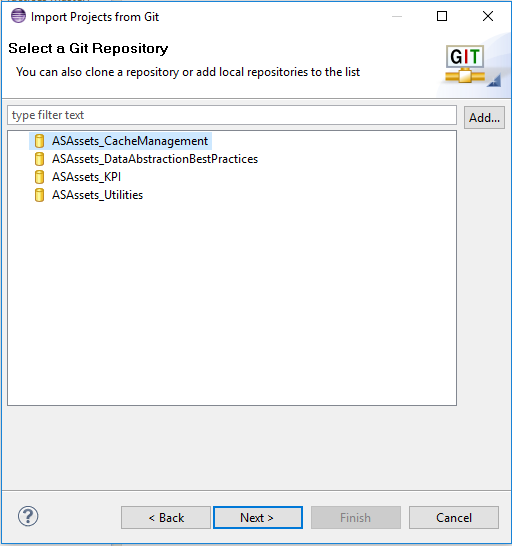 Import Projects from Git
Select a Git Repository
You can also clone a repository or add local repositories to the list
GIT
type filter text
Add...
ASAssets_CacheManagement
ASAssets_DataAbstractionBestPractices
ASAssets_KPI
ASAssets_Utilities
?
< Back
Next >
Finish
Cancel